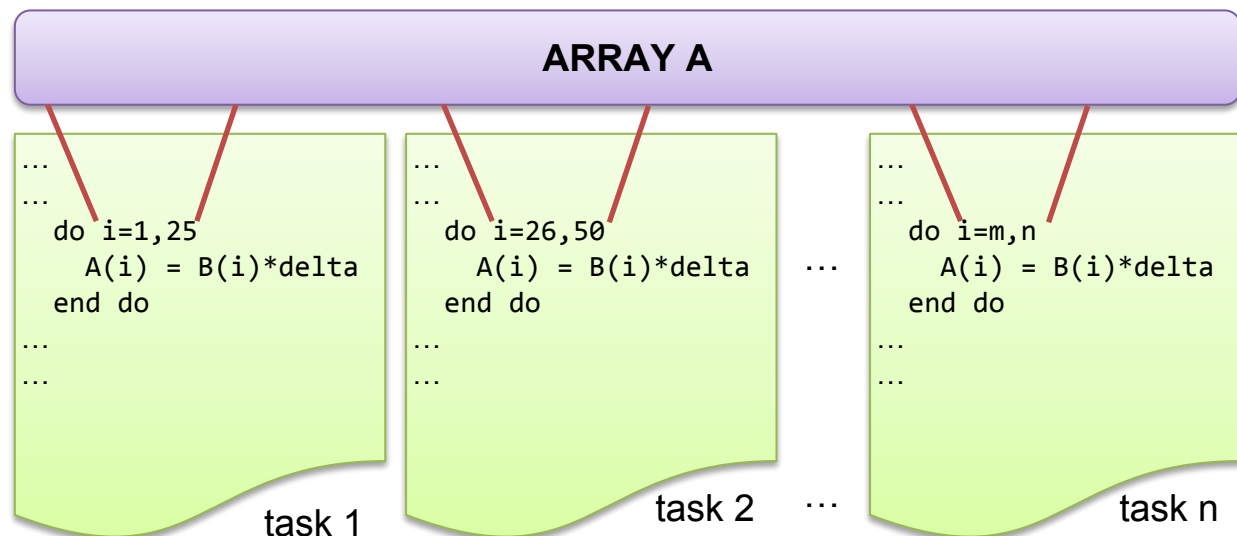 ARRAY A
...
...
do i=1,25
A(i) = B(i)*delta
end do
...
...
task 1
...
...
do i=26,50
A(i) = B(i)*delta
end do
...
...
task 2
...
...
...
...
do i=m,n
A(i) = B(i)*delta
end do
...
...
task n